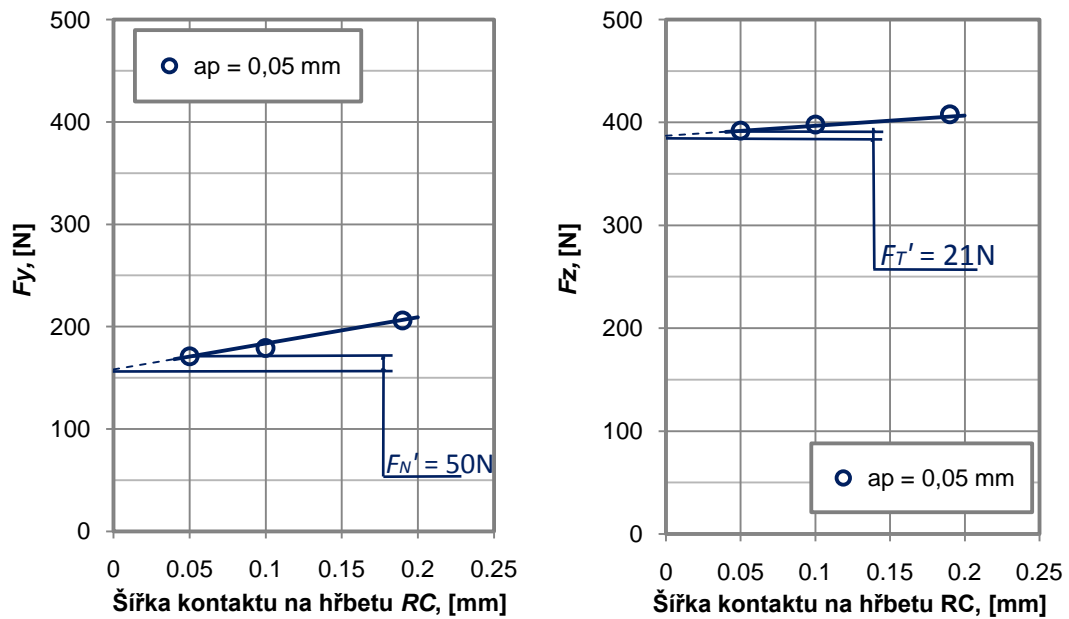 500
400
300
200
100
0
Fy, [N]
ap = 0,05 mm
FN' = 50N
0 0.05 0.1 0.15 0.2 0.25
Šířka kontaktu na hřbetu RC, [mm]
500
400
300
200
100
0
Fz, [N]
FT' = 21N
ap = 0,05 mm
0 0.05 0.1 0.15 0.2 0.25
Šířka kontaktu na hřbetu RC, [mm]